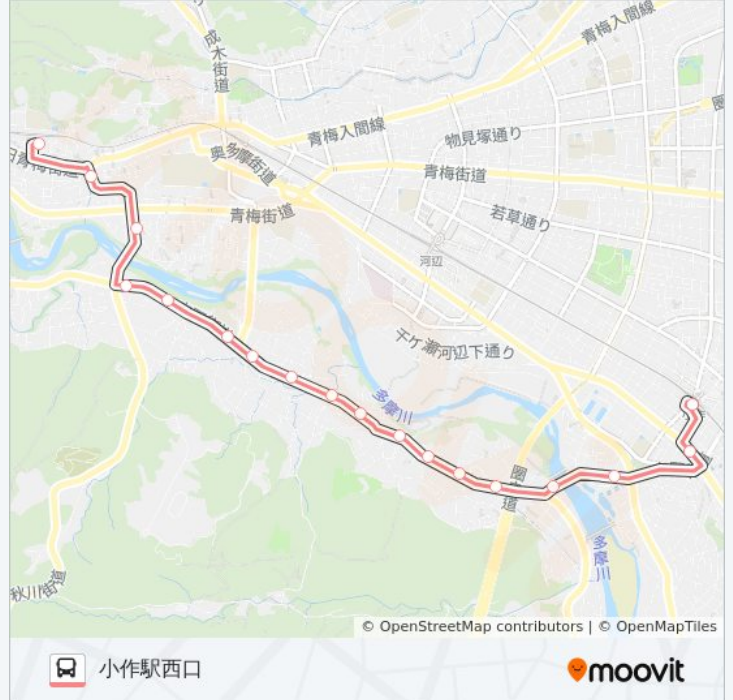 青梅入間線
成木街道
青梅入間線
物見塚通り
奥多摩街道
青梅街道
青梅街道
若草通り
河辺
千ケ瀬河辺下通り
多摩川
多摩川
秋川街道
© OpenStreetMap contributors | © OpenMapTiles
小作駅西口
moovit